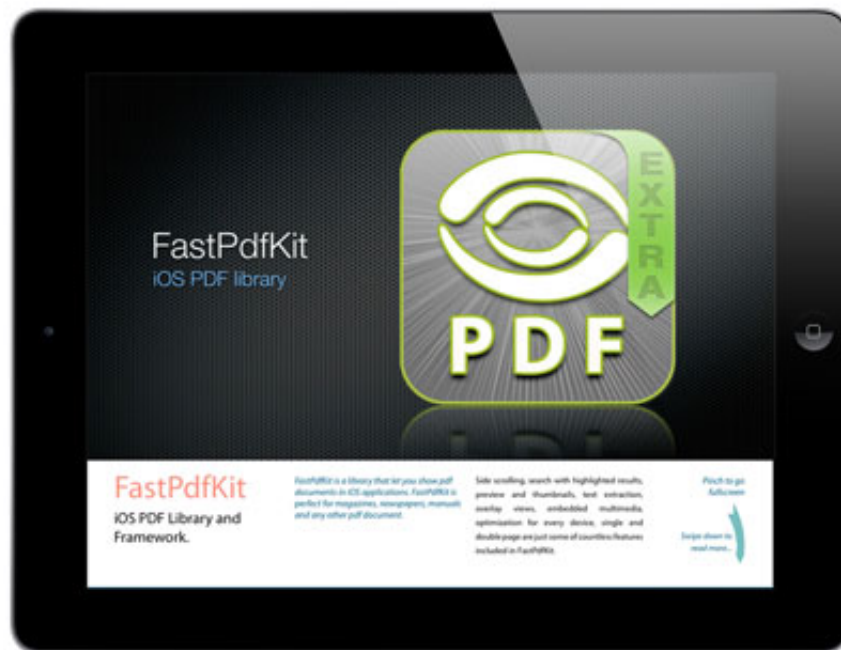 FastPdfKit
iOS PDF library
EXTRA
PDF
FastPdfKit
iOS PDF Library and
Framework.
FastPdfKit is a library that let you show pdf
documents in iOS applications. FastPdfKit is
perfect for magazines, newspapers, manuals
and any other pdf document.
Side scrolling, search with highlighted results,
preview and thumbnails, text extraction,
overlay views, embedded multimedia,
optimization for every device, single and
double page are just some of countless features
included in FastPdfKit.
Pinch to go
fullscreen
Swipe down to
read more...